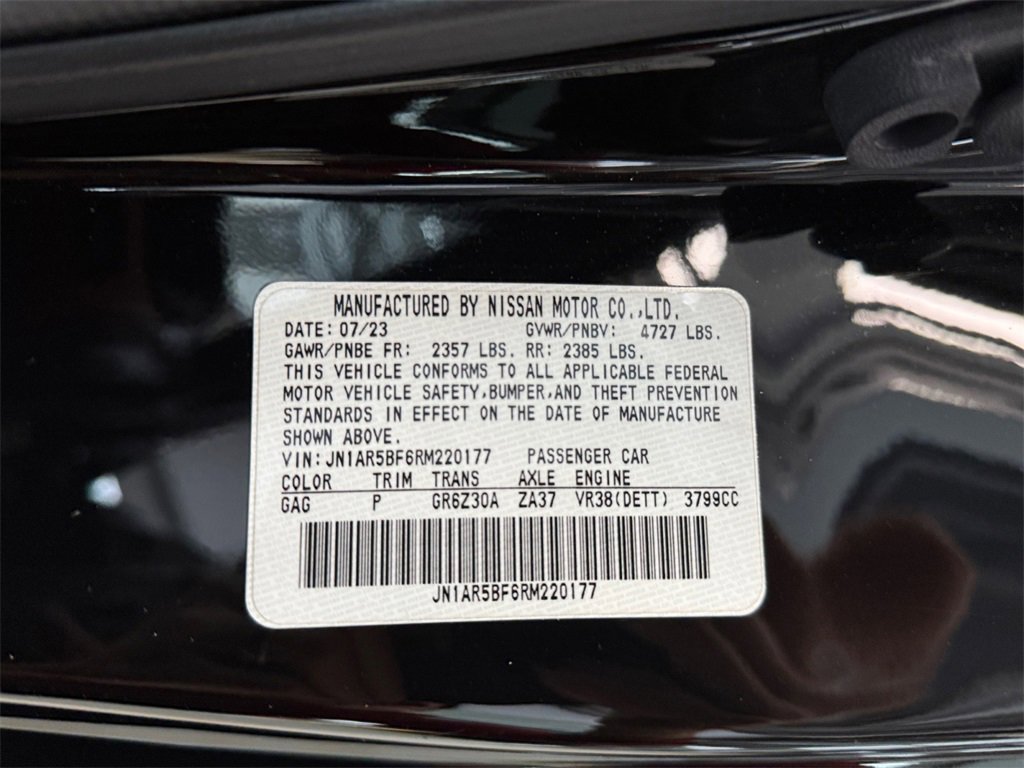 MANUFACTURED BY NISSAN MOTOR CO.,LTD.
DATE: 07/23 GVWR/PNBV: 4727 LBS.
GAWR/PNBE FR: 2357 LBS. RR: 2385 LBS.
THIS VEHICLE CONFORMS TO ALL APPLICABLE FEDERAL
MOTOR VEHICLE SAFETY,BUMPER,AND THEFT PREVENTION
STANDARDS IN EFFECT ON THE DATE OF MANUFACTURE
SHOWN ABOVE.
VIN:JN1AR5BF6RM220177 PASSENGER CAR
COLOR TRIM TRANS AXLE ENGINE
GAG P GR6Z30A ZA37 VR38(DETT) 3799CC
JN1AR5BF6RM220177